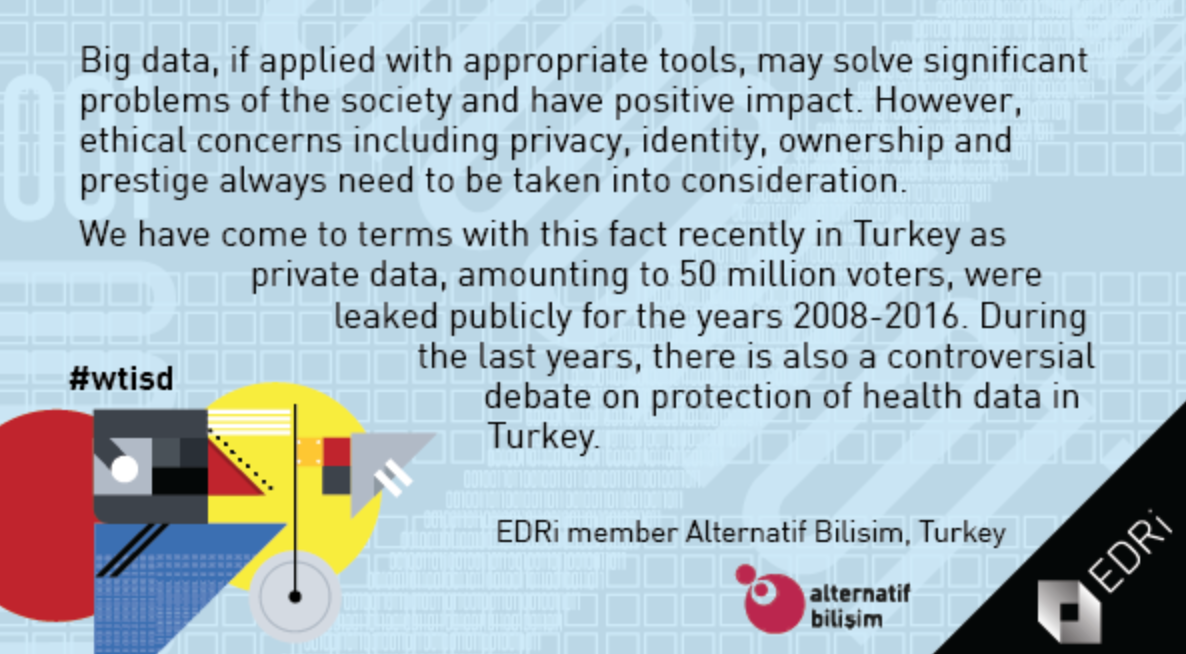 Big data, if applied with appropriate tools, may solve significant
problems of the society and have positive impact. However,
ethical concerns including privacy, identity, ownership and
prestige always need to be taken into consideration.
We have come to terms with this fact recently in Turkey as
private data, amounting to 50 million voters, were
leaked publicly for the years 2008-2016. During
the last years, there is also a controversial
debate on protection of health data in
Turkey.
#wtisd
EDRi member Alternatif Bilisim, Turkey
alternatif
bilişim
EDRi